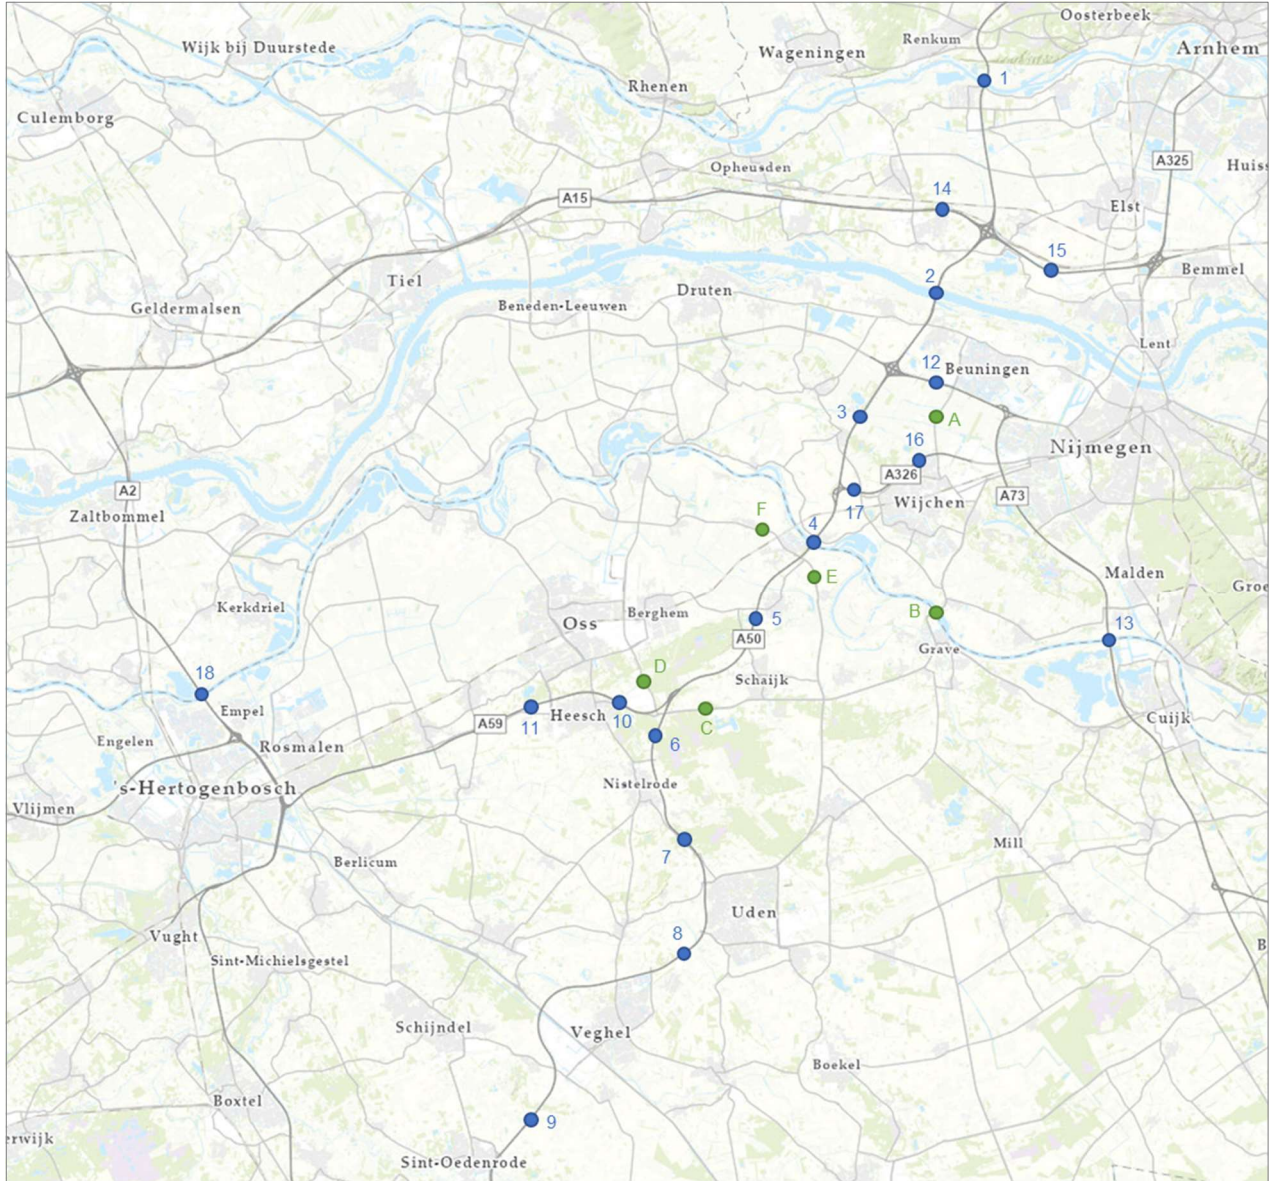 Oosterbeek
Wijk bij Duurstede
Wageningen
Renkum
Arnhem
1
Rhenen
Culemborg
A325
Opheusden
Huiss
14
A15
Elst
15
Bemmel
2
Tiel
Druten
Geldermalsen
Beneden-Leeuwen
Lent
12
Beuningen
3
A
16
Nijmegen
A326
A2
A73
Wijchen
17
Zaltbommel
F
4
Malden
E
Groe
Kerkdriel
Berghem
B
Oss
5
13
A50
Grave
D
18
Schaijk
Empel
A59
11
Heesch
10
C
Cuijk
Engelen
Rosmalen
6
's-Hertogenbosch
Nistelrode
Vlijmen
Mill
7
Berlicum
Uden
8
Vught
B
Sint-Michielsgestel
Schijndel
Veghel
Boekel
Boxtel
9
erwijk
Sint-Oedenrode